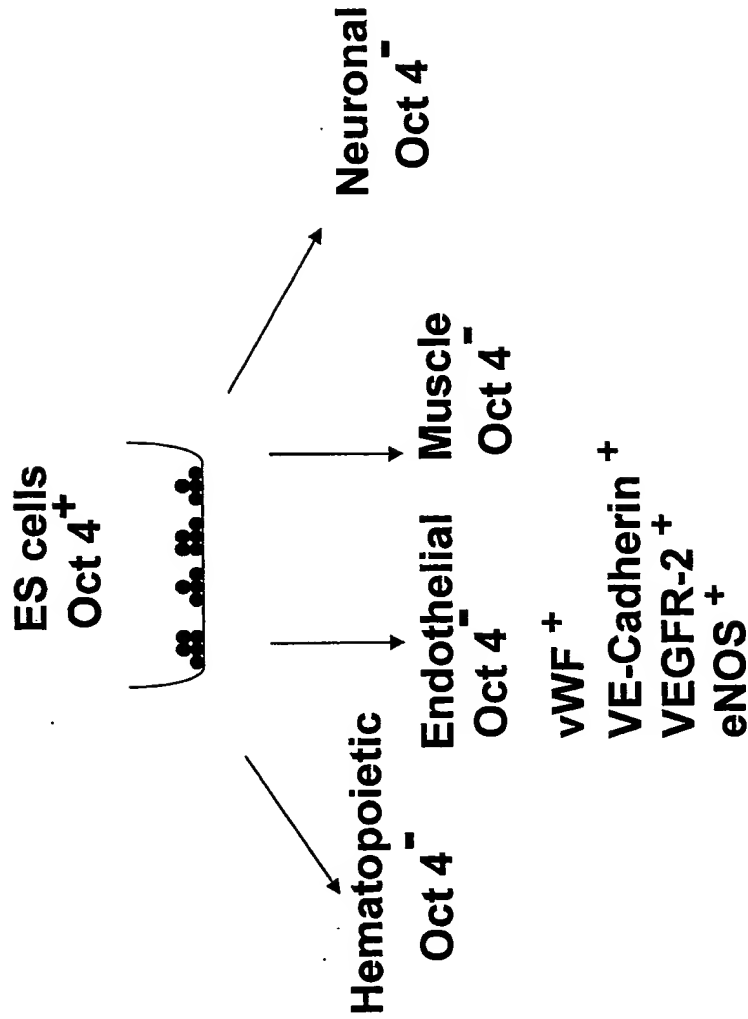 ES cells
Oct 4⁺
Hematopoietic
Oct 4⁻
Endothelial
Oct 4⁻
vWF⁺
VE-Cadherin⁺
VEGFR-2⁺
eNOS⁺
Muscle
Oct 4⁻
Neuronal
Oct 4⁻